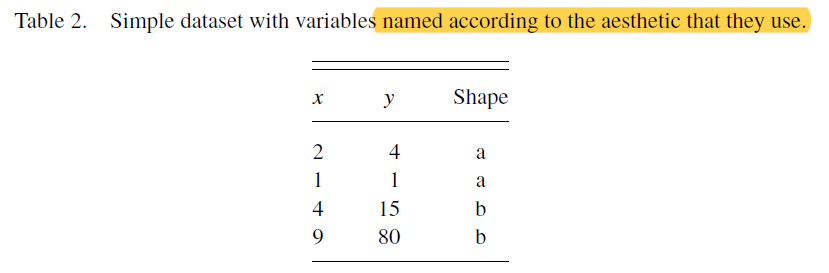 Table 2. Simple dataset with variables named according to the aesthetic that they use.
x y Shape
2 4 a
1 1 a
4 15 b
9 80 b